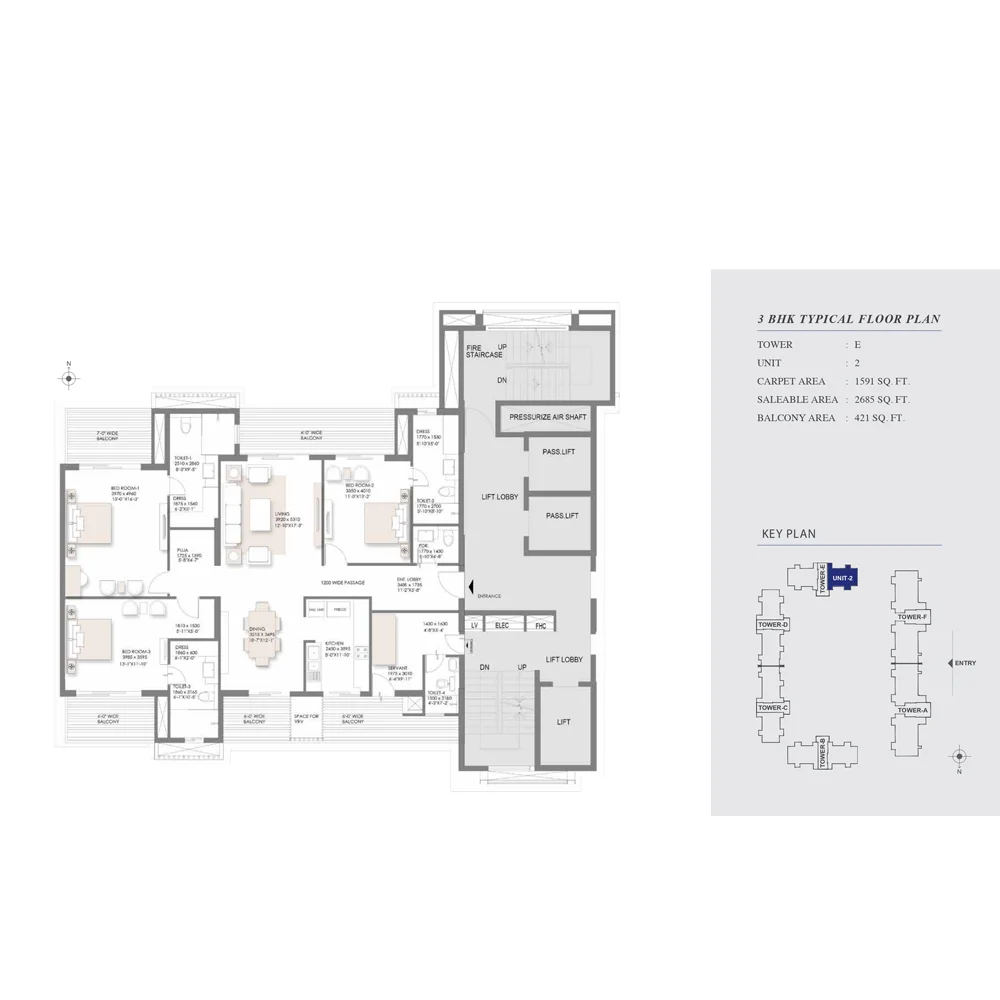 FIRE UP
STAIRCASE
DN
PRESSURIZE AIR SHAFT
PASS.LIFT
LIFT LOBBY
PASS.LIFT
ENTRANCE
LV ELEC FHC
DN UP
LIFT LOBBY
LIFT
N
7'-0" WIDE
BALCONY
TOILET-1
2510 x 2860
8'-3"X9'-5"
6'-0" WIDE
BALCONY
DRESS
1770 x 1530
5'-10"X5'-0"
BED ROOM-1
3970 x 4960
13'-0" X16'-3"
DRESS
1875 x 1540
6'-2"X5'-1"
LIVING
3920 x 5310
12'-10"X17'-5"
BED ROOM-2
3350 x 4010
11'-0"X13'-2"
TOILET-2
1770 x 2700
5'-10"X8'-10"
PUJA
1725 x 1390
5'-8"X4'-7"
PDR.
1770 x 1430
5'-10"X4'-8"
1200 WIDE PASSAGE
ENT. LOBBY
3405 x 1735
11'-2"X5'-8"
1810 x 1530
5'-11"X5'-0"
DINING
3215 X 3695
10'-7"X12'-1"
KITCHEN
2450 X 3595
8'-0"X11'-10"
1430 x 1630
4'-8"X5'-4"
BED ROOM-3
3980 x 3595
13'-1"X11'-10"
DRESS
1860 x 600
6'-1"X2'-0"
TOILET-3
1860 x 3165
6'-1"X10'-5"
SERVANT
1975 x 3010
6'-6"X9'-11"
TOILET-4
1300 x 2180
4'-3"X7'-2"
6'-0" WIDE
BALCONY
6'-0" WIDE
BALCONY
SPACE FOR
VRV
6'-0" WIDE
BALCONY
3 BHK TYPICAL FLOOR PLAN
TOWER : E
UNIT : 2
CARPET AREA : 1591 SQ. FT.
SALEABLE AREA : 2685 SQ. FT.
BALCONY AREA : 421 SQ. FT.
KEY PLAN
TOWER-E
UNIT-2
TOWER-D
TOWER-F
ENTRY
TOWER-C
TOWER-A
TOWER-B
N